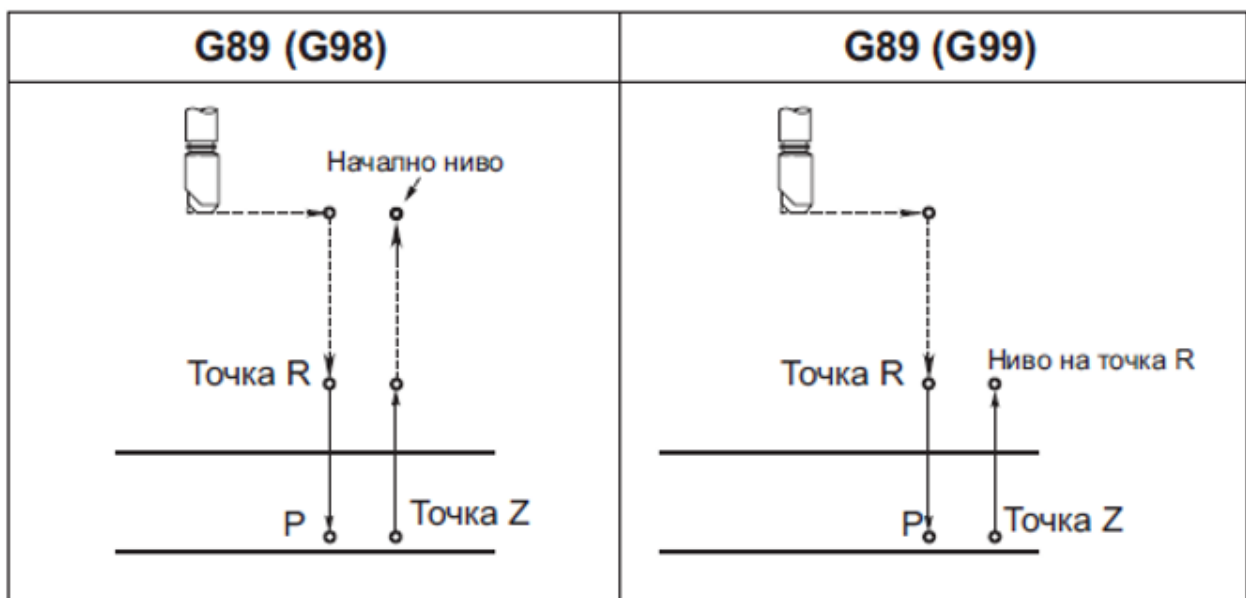 G89 (G98)
G89 (G99)
Начално ниво
Точка R
P
Точка Z
Точка R
Ниво на точка R
P
Точка Z